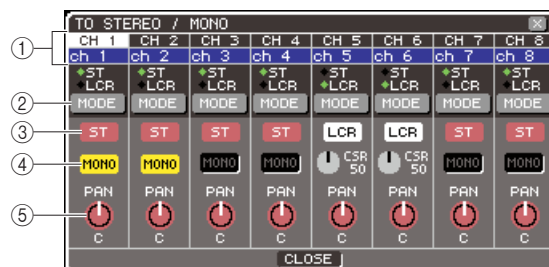 TO STEREO / MONO
① CH 1 CH 2 CH 3 CH 4 CH 5 CH 6 CH 7 CH 8
ch 1 ch 2 ch 3 ch 4 ch 5 ch 6 ch 7 ch 8
ST ST ST ST ST ST ST ST
LCR LCR LCR LCR LCR LCR LCR LCR
② MODE MODE MODE MODE MODE MODE MODE MODE
③ ST ST ST ST LCR LCR ST ST
④ MONO MONO MONO MONO CSR 50 CSR 50 MONO MONO
PAN PAN PAN PAN PAN PAN PAN PAN
⑤
C C C C C C C C
CLOSE